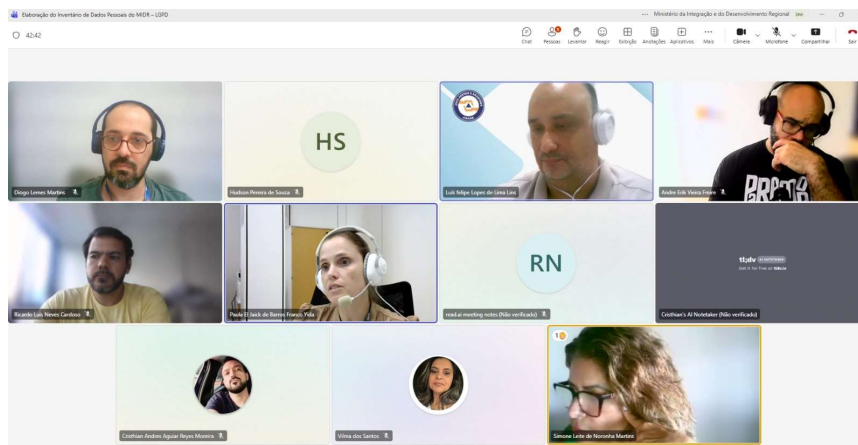 Elaboração do Inventário de Dados Pessoais do MIDR – LGPD
Ministério da Integração e do Desenvolvimento Regional
42:42
Chat Pessoas Levantar Reagir Exibição Anotações Aplicativos Mais Câmera Microfone Compartilhar Sair
HS
Diogo Lemes Martins
Hudson Pereira de Souza
Luis Felipe Lopes de Lima Lins
Andre Erik Vieira Freire
RN
tl;dv
Ricardo Luis Neves Cardoso
Paula El Jaick de Barros Franco Yida
read.ai meeting notes (Não verificado)
Cristhian's AI Notetaker (Não verificado)
1
Cristhian Andres Aguiar Reyes Moreira
Vilma dos Santos
Simone Leite de Noronha Martins